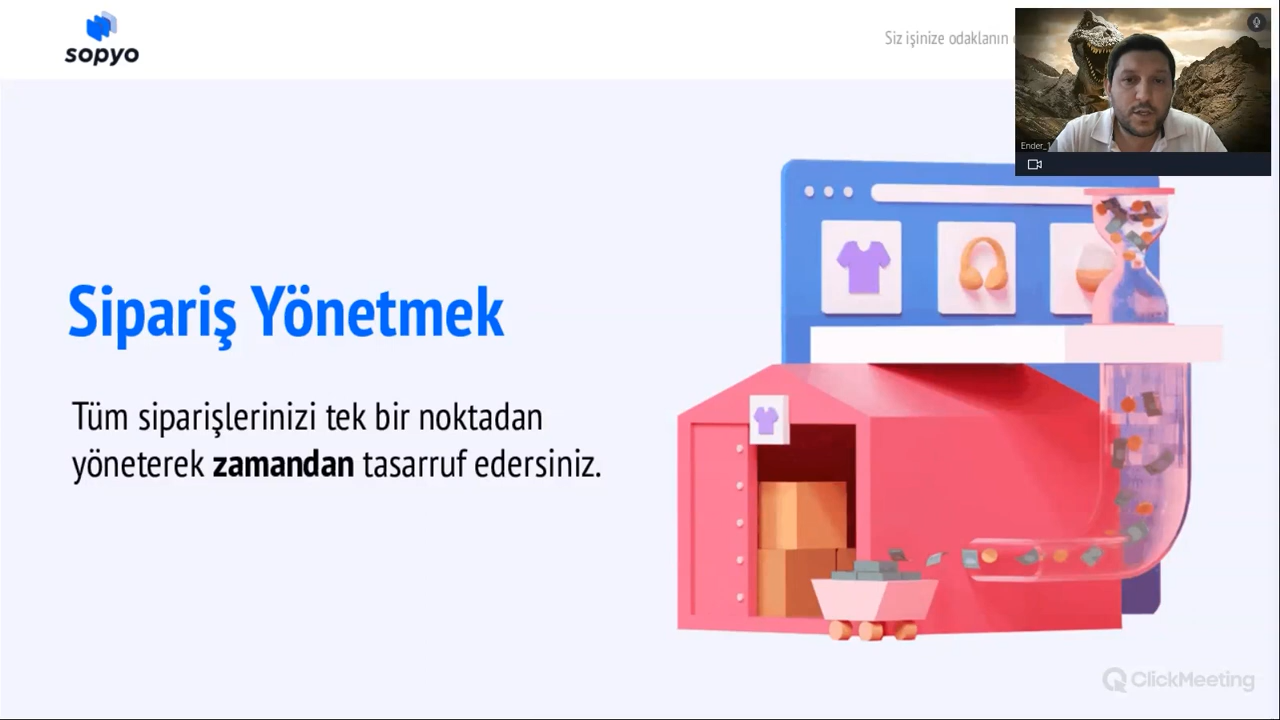 sopyo
Siz işinize odaklanın
Ender_
Sipariş Yönetmek
Tüm siparişlerinizi tek bir noktadan
yöneterek zamandan tasarruf edersiniz.
ClickMeeting